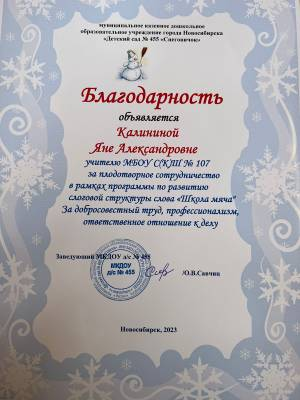 муниципальное казенное дошкольное
образовательное учреждение города Новосибирска
«Детский сад № 455 «Снеговичок»
Благодарность
объявляется
Калининой
Яне Александровне
учителю МБОУ С(К)Ш № 107
за плодотворное сотрудничество
в рамках программы по развитию
слоговой структуры слова «Школа мяча"
За добросовестный труд, профессионализм,
ответственное отношение к делу
Заведующий МКДОУ д/с № 455
МКДОУ
д/с № 455
/О.В.Савчик
Новосибирск, 2023